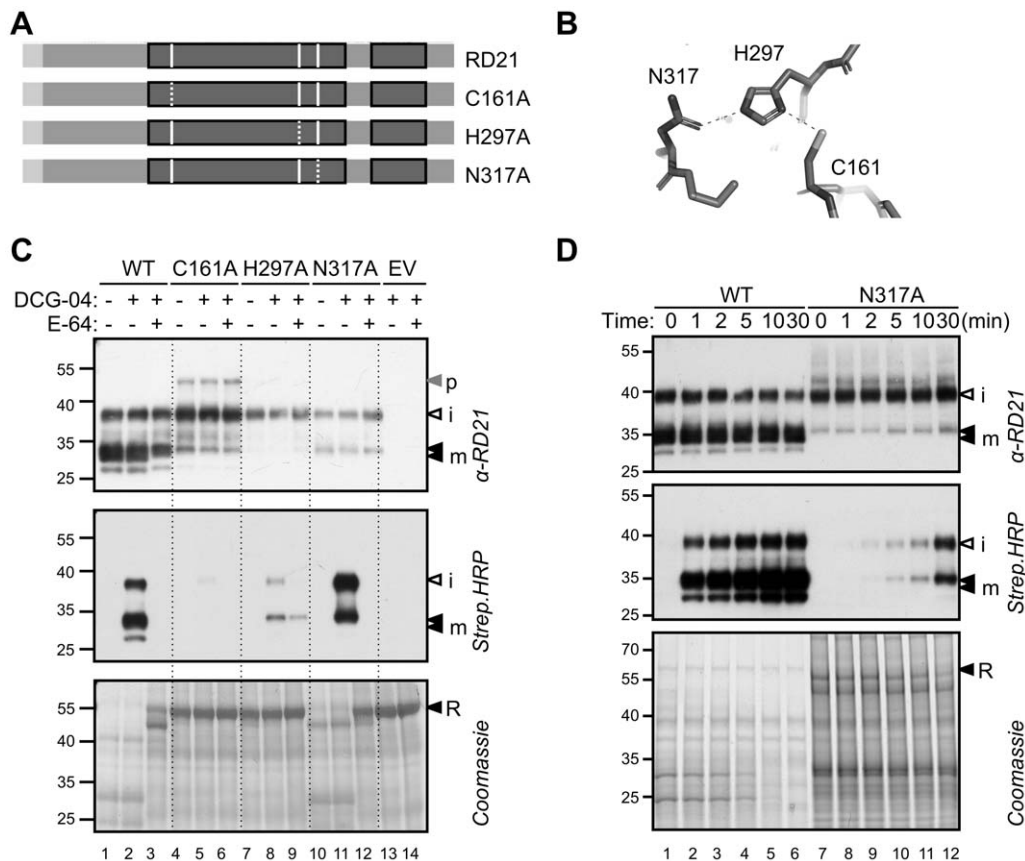 A
RD21
C161A
H297A
N317A
B
H297
N317
C161
C
WT C161A H297A N317A EV
DCG-04: - + + - + + - + + - + + + +
E-64: - - + - - + - - + - - + - +
55
40
35
25
p
i
m
α-RD21
55
40
35
25
i
m
Strep.HRP
55
40
35
25
R
Coomassie
1 2 3 4 5 6 7 8 9 10 11 12 13 14
D
WT N317A
Time: 0 1 2 5 10 30 0 1 2 5 10 30 (min)
55
40
35
25
i
m
α-RD21
55
40
35
25
i
m
Strep.HRP
70
55
40
35
25
R
Coomassie
1 2 3 4 5 6 7 8 9 10 11 12